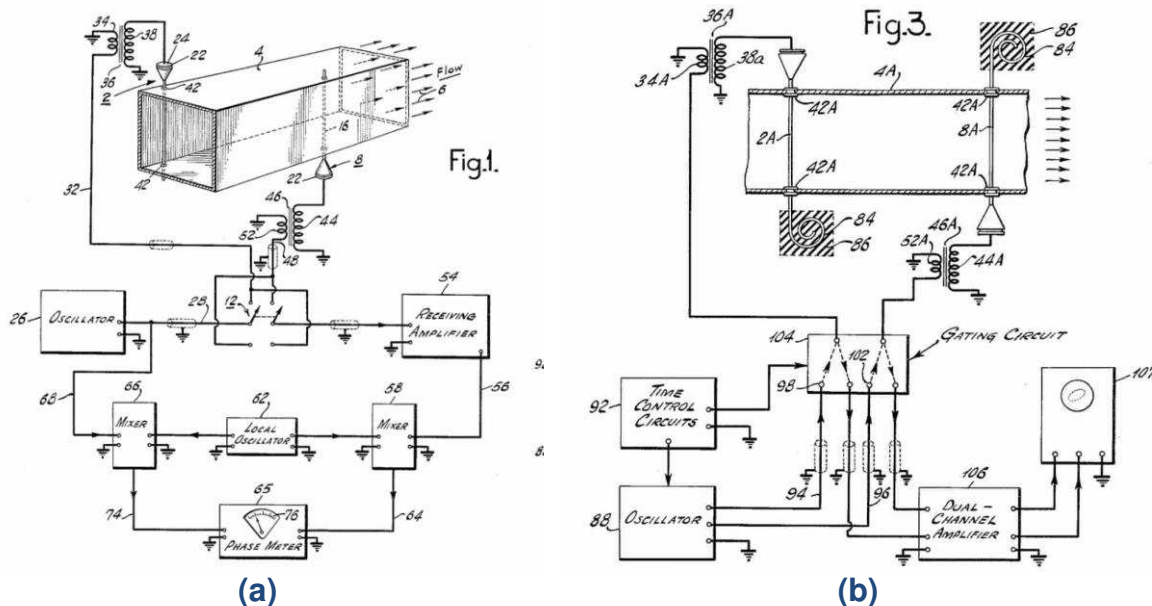 34
38
24
22
36
2
42
4
Flow
6
16
42
Fig.1.
22
8
32
46
52
44
48
12
28
54
RECEIVING
AMPLIFIER
26
OSCILLATOR
68
66
MIXER
62
LOCAL
OSCILLATOR
58
MIXER
56
74
65
76
PHASE METER
64
(a)
36A
Fig.3.
86
84
34A
38a
4A
42A
42A
2A
8A
42A
42A
84
86
46A
52A
44A
104
GATING
CIRCUIT
98
102
107
92
TIME
CONTROL
CIRCUITS
94
96
106
88
OSCILLATOR
DUAL-
CHANNEL
AMPLIFIER
(b)